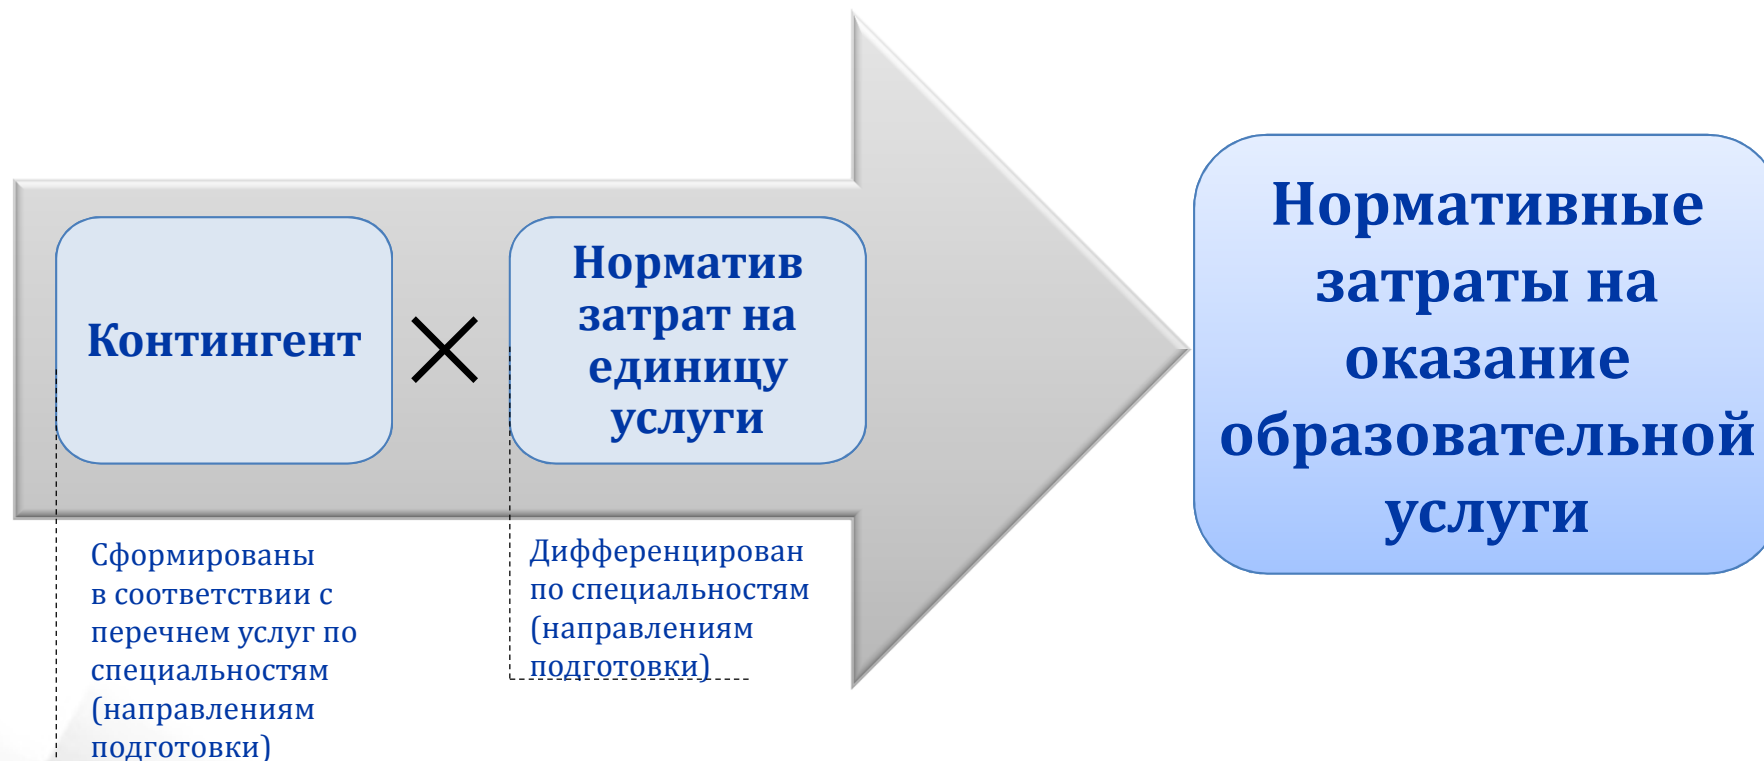 Контингент
Норматив
затрат на
единицу
услуги
Нормативные
затраты на
оказание
образовательной
услуги
Сформированы
в соответствии с
перечнем услуг по
специальностям
(направлениям
подготовки)
Дифференцирован
по специальностям
(направлениям
подготовки)